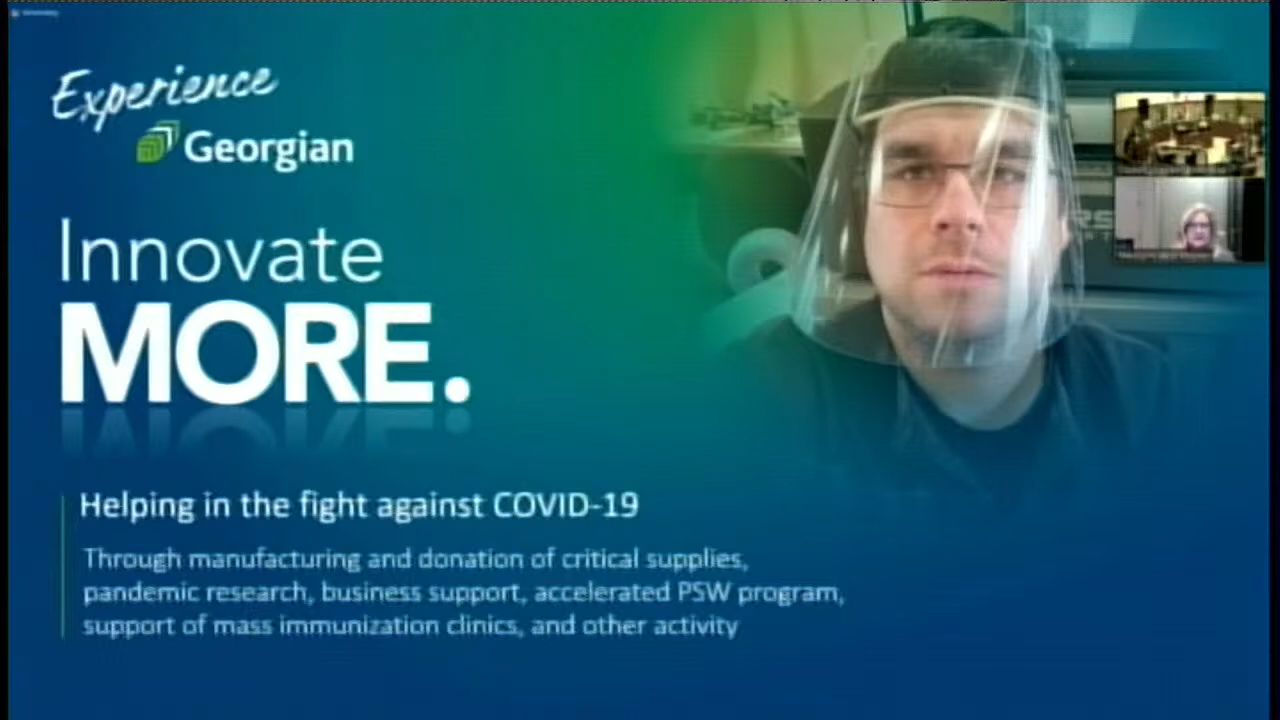 Experience
Georgian
Innovate
MORE.
Helping in the fight against COVID-19
Through manufacturing and donation of critical supplies,
pandemic research, business support, accelerated PSW program,
support of mass immunization clinics, and other activity